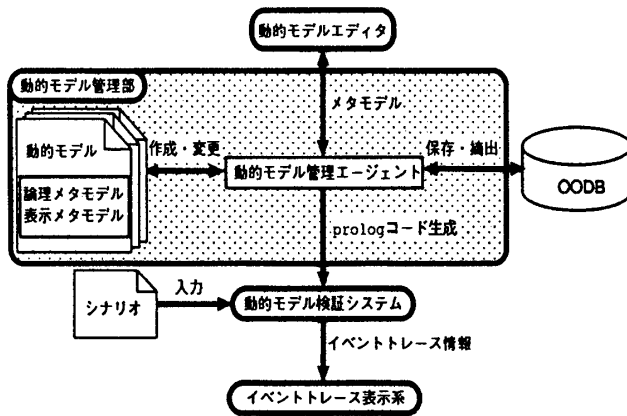 動的モデルエディタ
動的モデル管理部
メタモデル
動的モデル
作成・変更
保存・摘出
論理メタモデル
表示メタモデル
動的モデル管理エージェント
OODB
prologコード生成
シナリオ
入力
動的モデル検証システム
イベントトレース情報
イベントトレース表示系